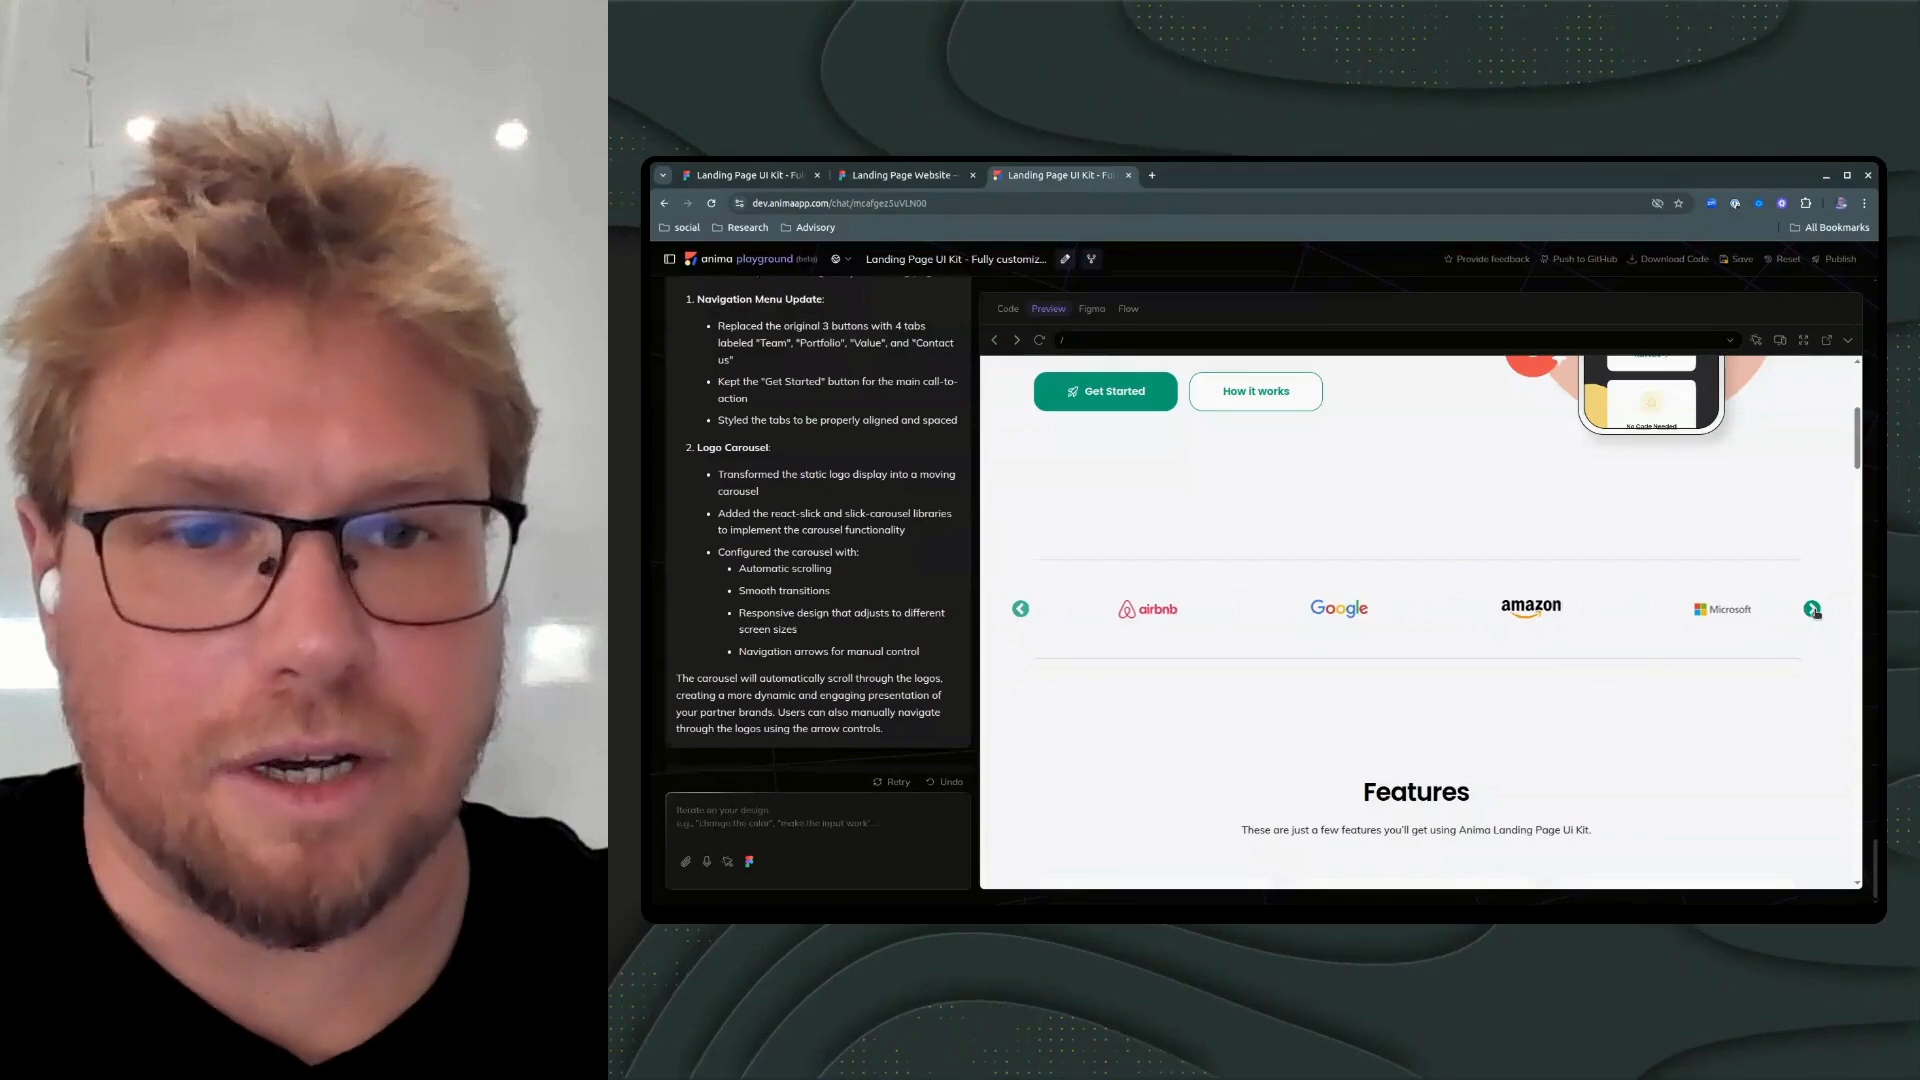 Landing Page UI Kit - Ful
Landing Page Website –
Landing Page UI Kit - Ful
dev.animaapp.com/chat/mcafgez5uVLN00
social
Research
Advisory
All Bookmarks
anima playground (beta)
Landing Page UI Kit - Fully customiz...
Provide feedback
Push to GitHub
Download Code
Save
Reset
Publish
1. Navigation Menu Update:
• Replaced the original 3 buttons with 4 tabs
labeled "Team", "Portfolio", "Value", and "Contact
us"
• Kept the "Get Started" button for the main call-to-
action
• Styled the tabs to be properly aligned and spaced
2. Logo Carousel:
• Transformed the static logo display into a moving
carousel
• Added the react-slick and slick-carousel libraries
to implement the carousel functionality
• Configured the carousel with:
• Automatic scrolling
• Smooth transitions
• Responsive design that adjusts to different
screen sizes
• Navigation arrows for manual control
The carousel will automatically scroll through the logos,
creating a more dynamic and engaging presentation of
your partner brands. Users can also manually navigate
through the logos using the arrow controls.
Retry
Undo
Iterate on your design.
e.g., "change the color", "make the input work"...
Code
Preview
Figma
Flow
/
Get Started
How it works
No Code Needed
airbnb
Google
amazon
Microsoft
Features
These are just a few features you'll get using Anima Landing Page Ui Kit.